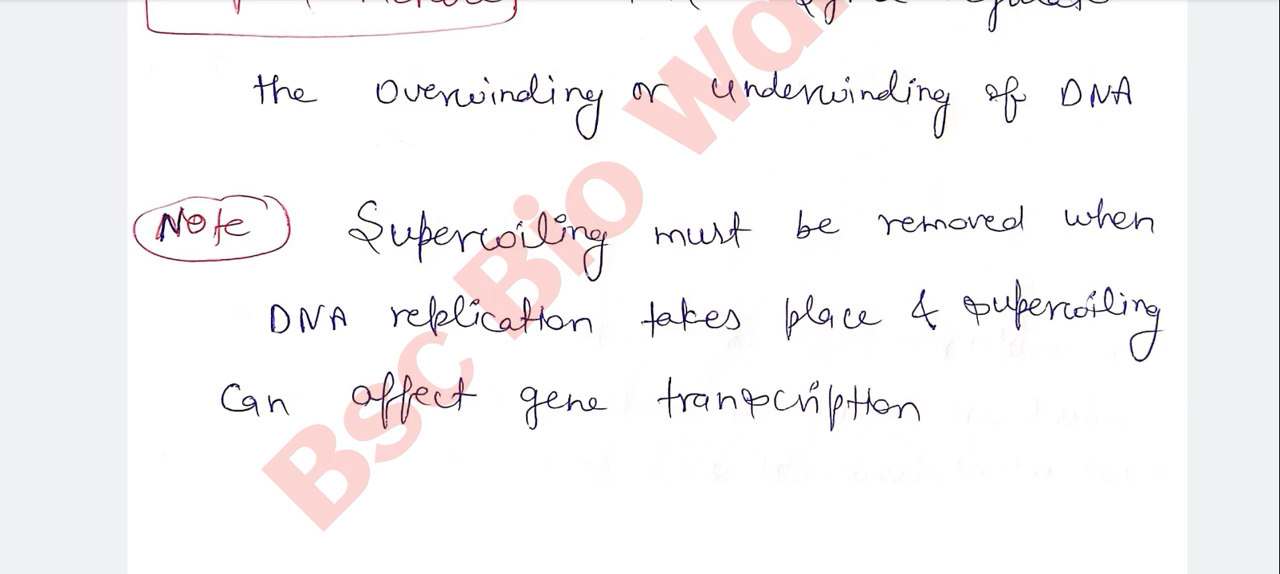 the overwinding or underwinding of DNA
Note Supercoiling must be removed when
DNA replication takes place & supercoiling
Can affect gene transcription
BSC Bio Wa